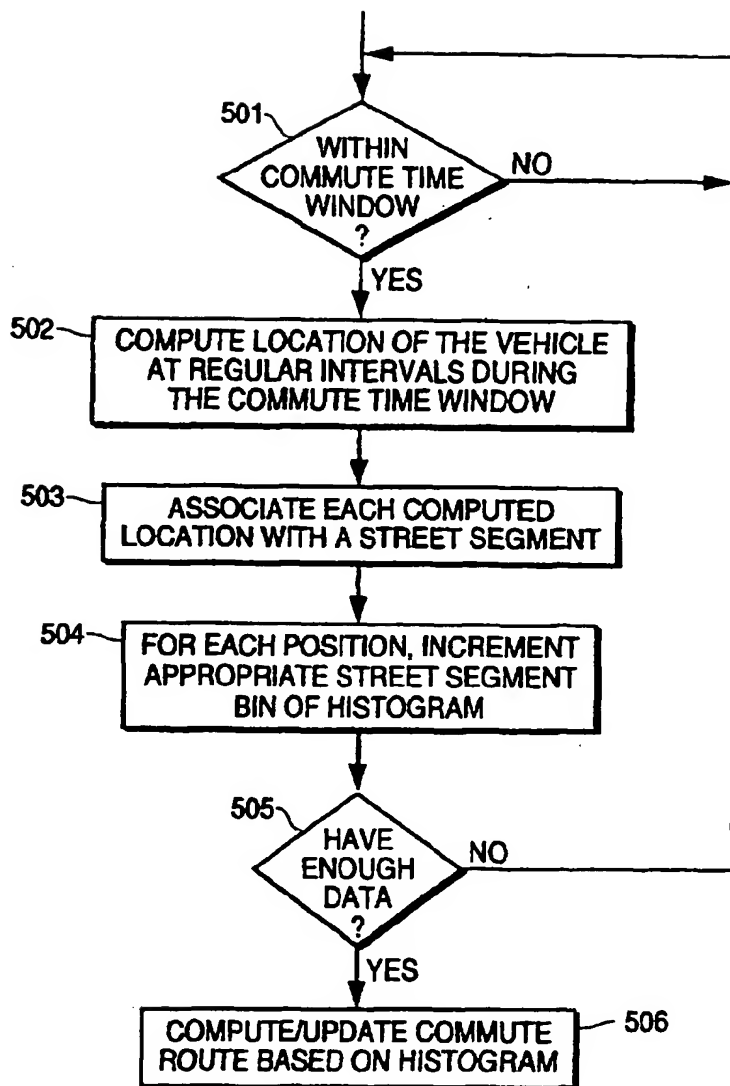 501
WITHIN
COMMUTE TIME
WINDOW
?
NO
YES
502
COMPUTE LOCATION OF THE VEHICLE
AT REGULAR INTERVALS DURING
THE COMMUTE TIME WINDOW
503
ASSOCIATE EACH COMPUTED
LOCATION WITH A STREET SEGMENT
504
FOR EACH POSITION, INCREMENT
APPROPRIATE STREET SEGMENT
BIN OF HISTOGRAM
505
HAVE
ENOUGH
DATA
?
NO
YES
COMPUTE/UPDATE COMMUTE
ROUTE BASED ON HISTOGRAM
506